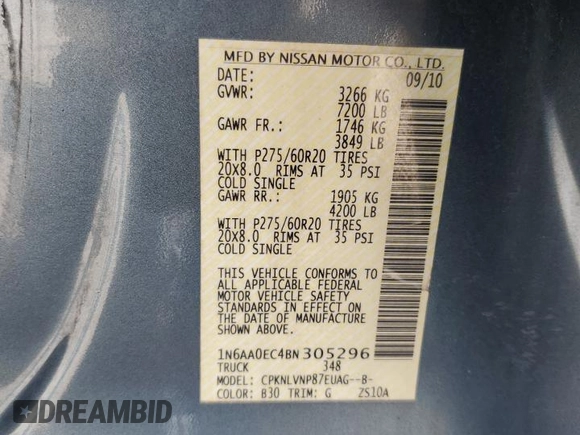 MFD BY NISSAN MOTOR CO., LTD.
DATE: 09/10
GVWR: 3266 KG
7200 LB
GAWR FR.: 1746 KG
3849 LB
WITH P275/60R20 TIRES
20X8.0 RIMS AT 35 PSI
COLD SINGLE
GAWR RR.: 1905 KG
4200 LB
WITH P275/60R20 TIRES
20X8.0 RIMS AT 35 PSI
COLD SINGLE
THIS VEHICLE CONFORMS TO
ALL APPLICABLE FEDERAL
MOTOR VEHICLE SAFETY
STANDARDS IN EFFECT ON
THE DATE OF MANUFACTURE
SHOWN ABOVE.
1N6AA0EC4BN305296
TRUCK 348
MODEL: CPKNLVNP87EUAG--B-
COLOR: B30 TRIM: G ZS10A
DREAMBID